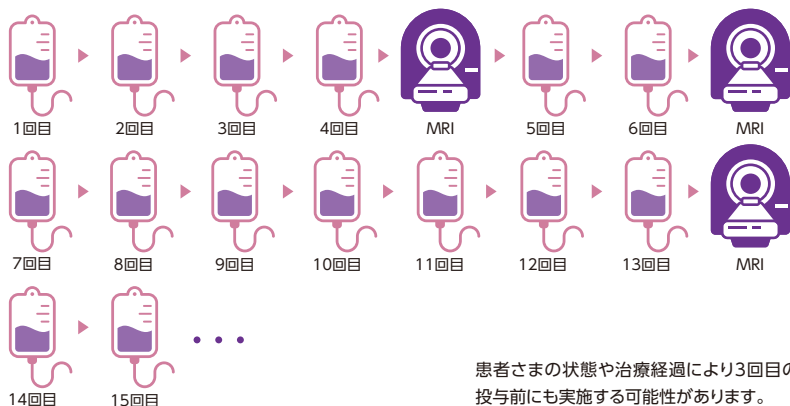 1回目 2回目 3回目 4回目 MRI 5回目 6回目 MRI
7回目 8回目 9回目 10回目 11回目 12回目 13回目 MRI
14回目 15回目
患者さまの状態や治療経過により3回目の
投与前にも実施する可能性があります。